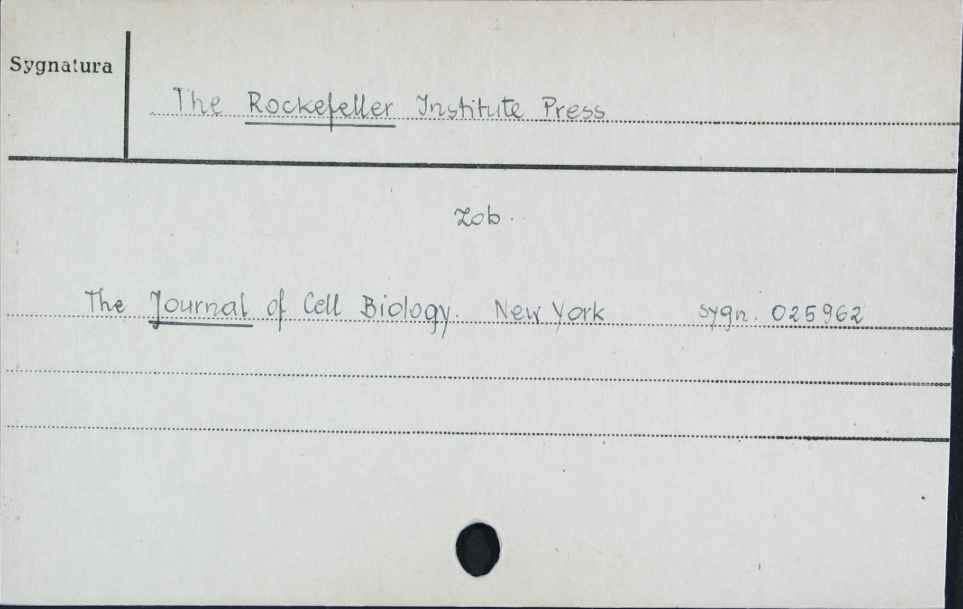 Sygnatura
The Rockefeller Institute Press
Zob.
The Journal of Cell Biology. New York sygn. 025962